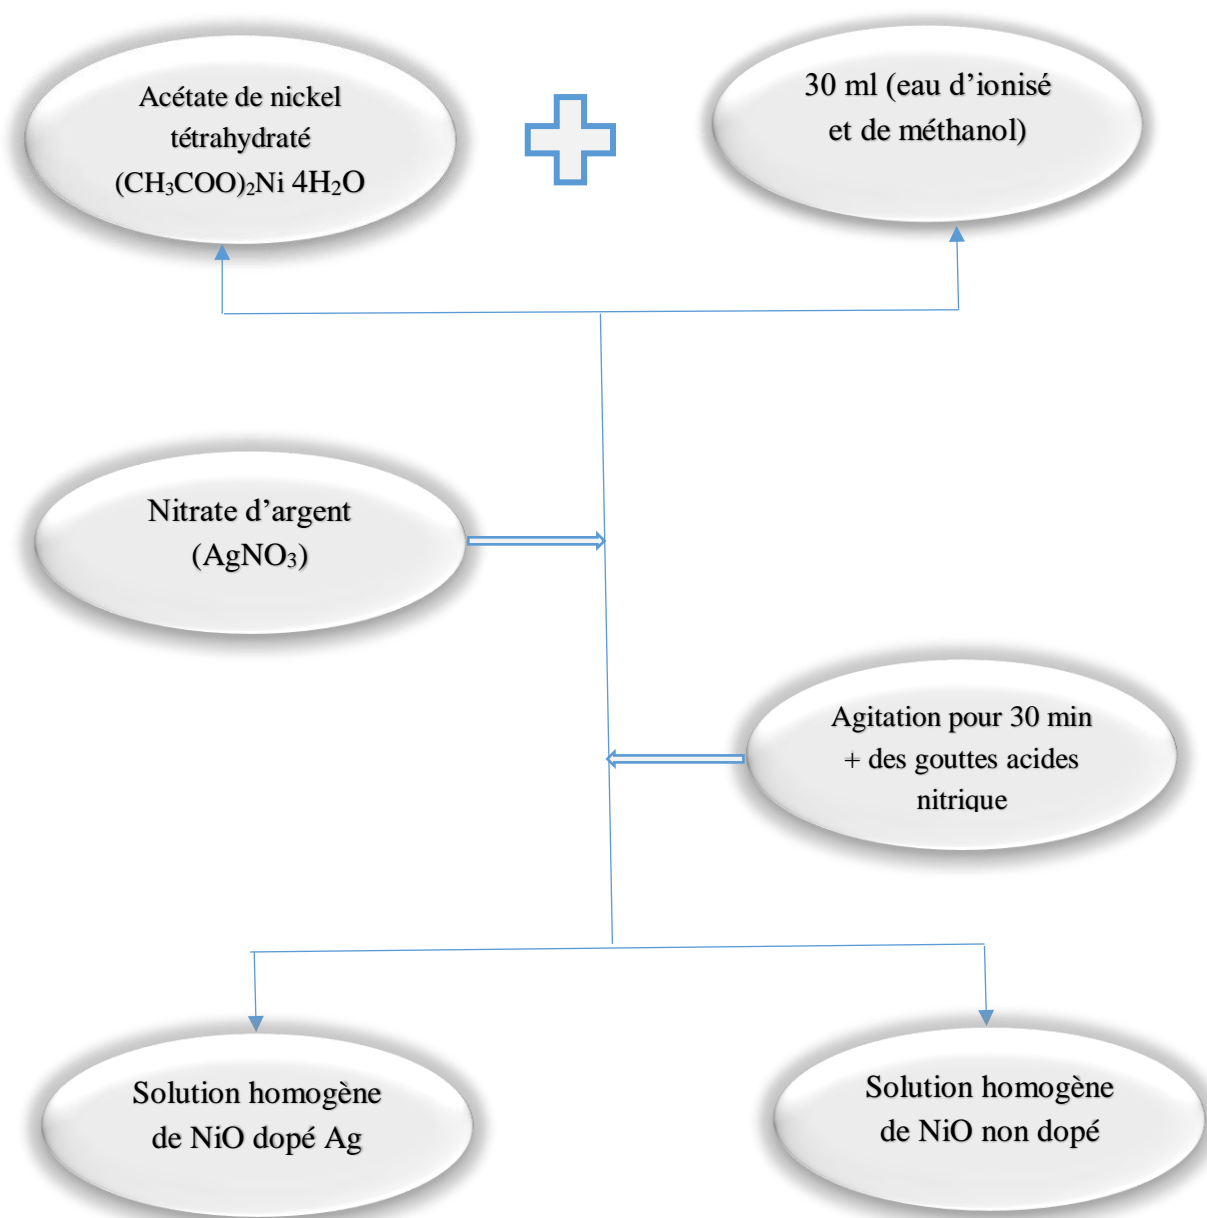 Acétate de nickel
tétrahydraté
(CH₃COO)₂Ni 4H₂O
30 ml (eau d’ionisé
et de méthanol)
Nitrate d’argent
(AgNO₃)
Agitation pour 30 min
+ des gouttes acides
nitrique
Solution homogène
de NiO dopé Ag
Solution homogène
de NiO non dopé